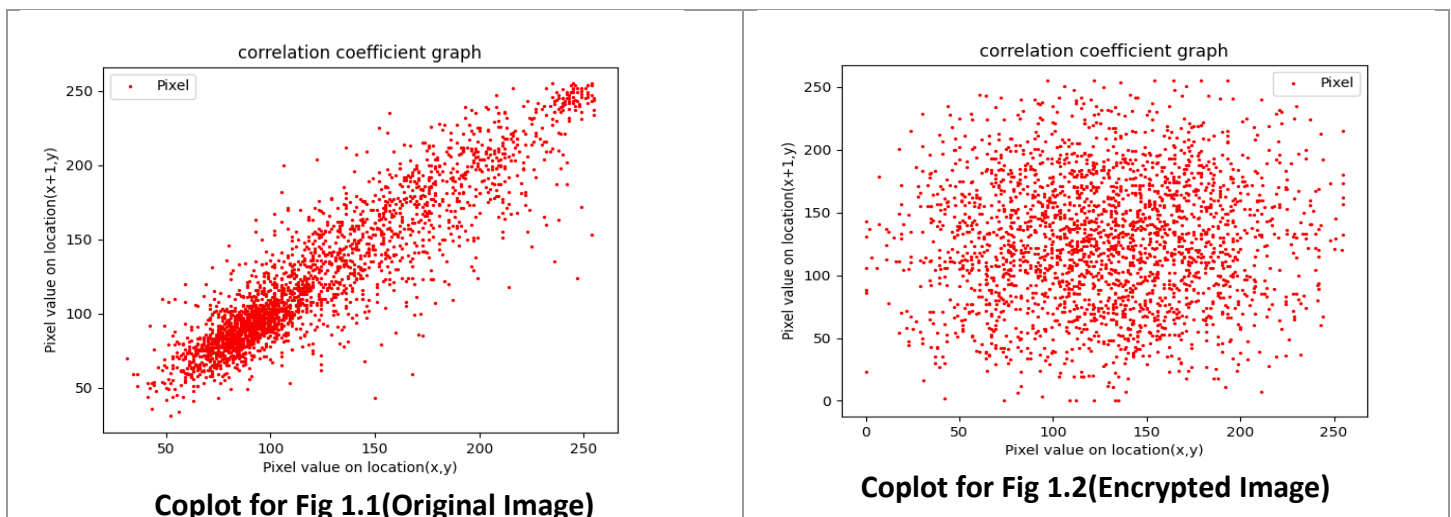 correlation coefficient graph
Pixel
250
200
150
100
50
Pixel value on location(x+1,y)
50 100 150 200 250
Pixel value on location(x,y)
Coplot for Fig 1.1(Original Image)
correlation coefficient graph
Pixel
250
200
150
100
50
0
Pixel value on location(x+1,y)
0 50 100 150 200 250
Pixel value on location(x,y)
Coplot for Fig 1.2(Encrypted Image)